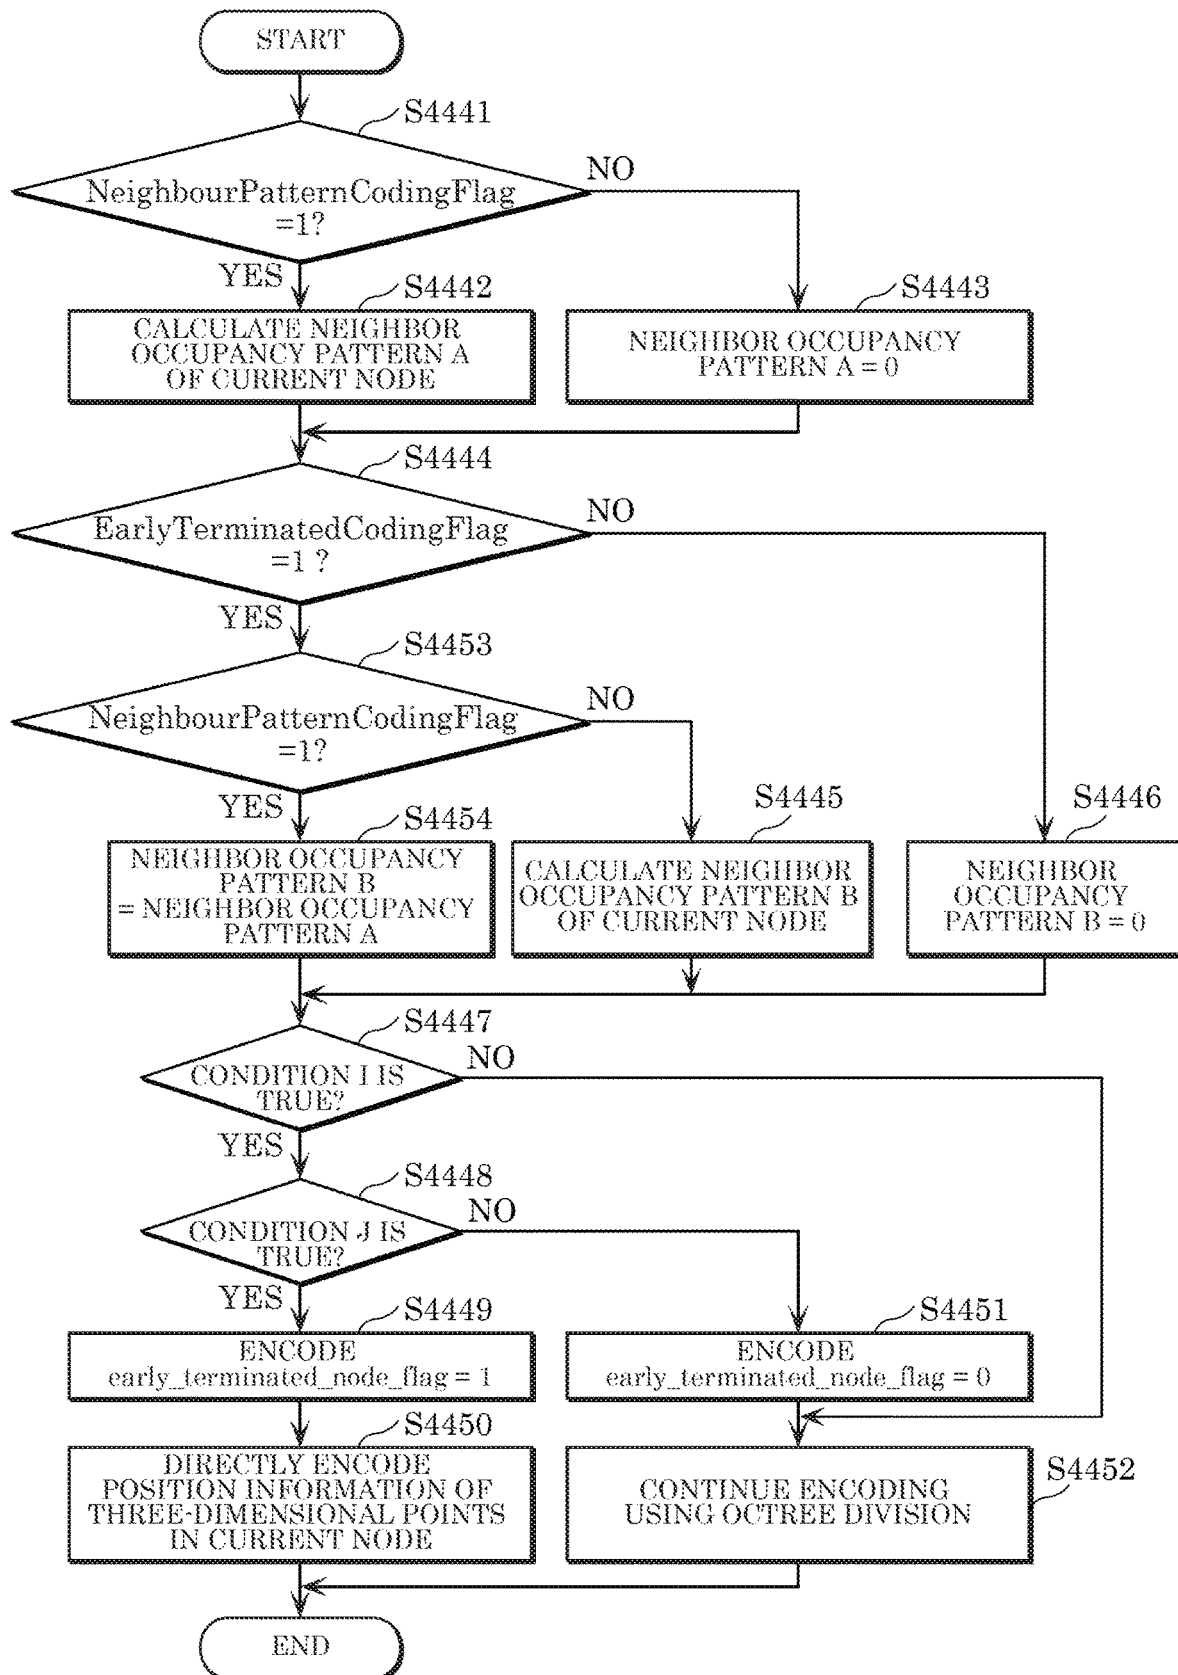 START
S4441
NeighbourPatternCodingFlag
=1?
NO
YES
S4442
CALCULATE NEIGHBOR
OCCUPANCY PATTERN A
OF CURRENT NODE
S4443
NEIGHBOR OCCUPANCY
PATTERN A = 0
S4444
EarlyTerminatedCodingFlag
=1 ?
NO
YES
S4453
NeighbourPatternCodingFlag
=1?
NO
YES
S4454
NEIGHBOR OCCUPANCY
PATTERN B
= NEIGHBOR OCCUPANCY
PATTERN A
S4445
CALCULATE NEIGHBOR
OCCUPANCY PATTERN B
OF CURRENT NODE
S4446
NEIGHBOR
OCCUPANCY
PATTERN B = 0
S4447
CONDITION I IS
TRUE?
NO
YES
S4448
CONDITION J IS
TRUE?
NO
YES
S4449
ENCODE
early_terminated_node_flag = 1
S4451
ENCODE
early_terminated_node_flag = 0
S4450
DIRECTLY ENCODE
POSITION INFORMATION OF
THREE-DIMENSIONAL POINTS
IN CURRENT NODE
S4452
CONTINUE ENCODING
USING OCTREE DIVISION
END